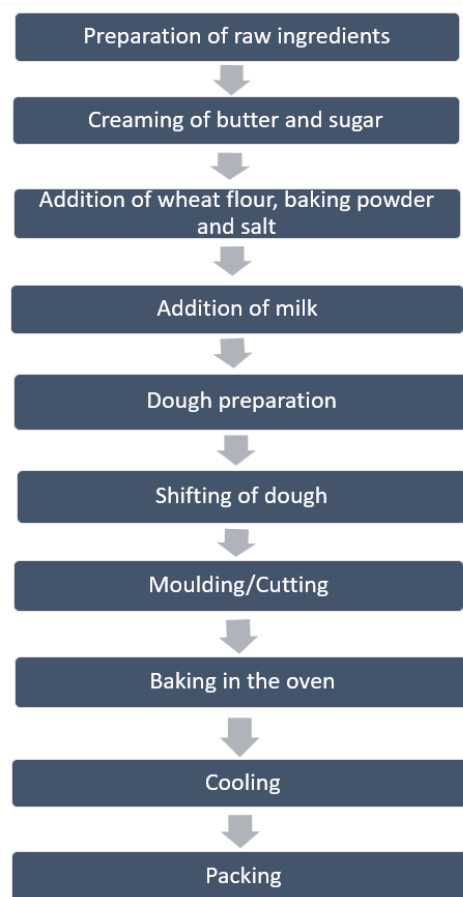 Preparation of raw ingredients
Creaming of butter and sugar
Addition of wheat flour, baking powder
and salt
Addition of milk
Dough preparation
Shifting of dough
Moulding/Cutting
Baking in the oven
Cooling
Packing